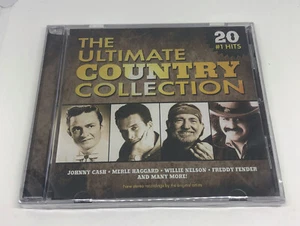 THE
ULTIMATE
COUNTRY
COLLECTION
20
#1 HITS
JOHNNY CASH • MERLE HAGGARD • WILLIE NELSON • FREDDY FENDER
AND MANY MORE!